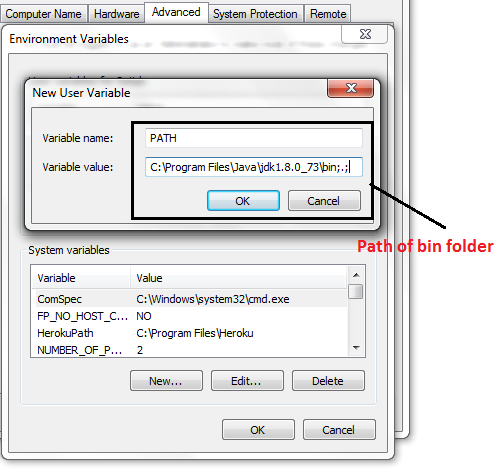 Computer Name Hardware Advanced System Protection Remote
Environment Variables
New User Variable
Variable name: PATH
Variable value: C:\Program Files\Java\jdk1.8.0_73\bin;.;
OK Cancel
Path of bin folder
System variables
Variable Value
ComSpec C:\Windows\system32\cmd.exe
FP_NO_HOST_C... NO
HerokuPath C:\Program Files\Heroku
NUMBER_OF_P... 2
New... Edit... Delete
OK Cancel